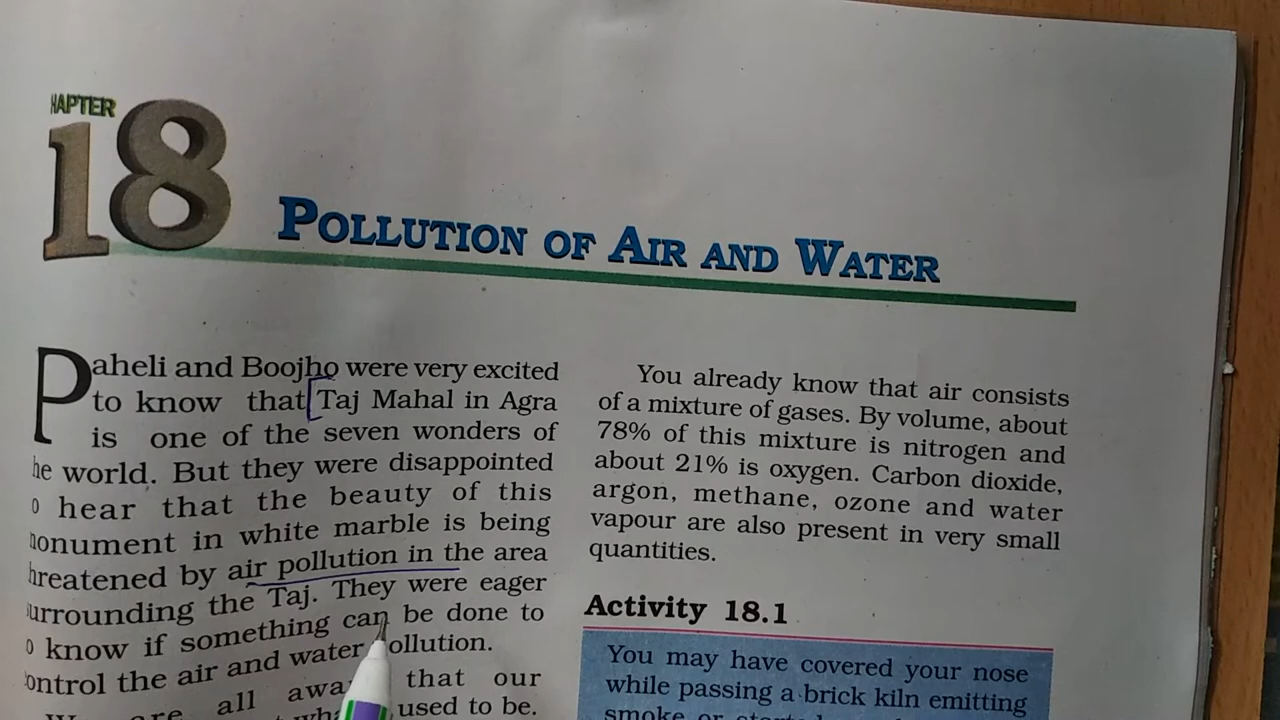 HAPTER
18
POLLUTION OF AIR AND WATER
Paheli and Boojho were very excited
to know that Taj Mahal in Agra
is one of the seven wonders of
he world. But they were disappointed
o hear that the beauty of this
monument in white marble is being
hreatened by air pollution in the area
urrounding the Taj. They were eager
o know if something can be done to
ontrol the air and water ollution.
are all that our
used to be.
You already know that air consists
of a mixture of gases. By volume, about
78% of this mixture is nitrogen and
about 21% is oxygen. Carbon dioxide,
argon, methane, ozone and water
vapour are also present in very small
quantities.
Activity 18.1
You may have covered your nose
while passing a brick kiln emitting
smoke or